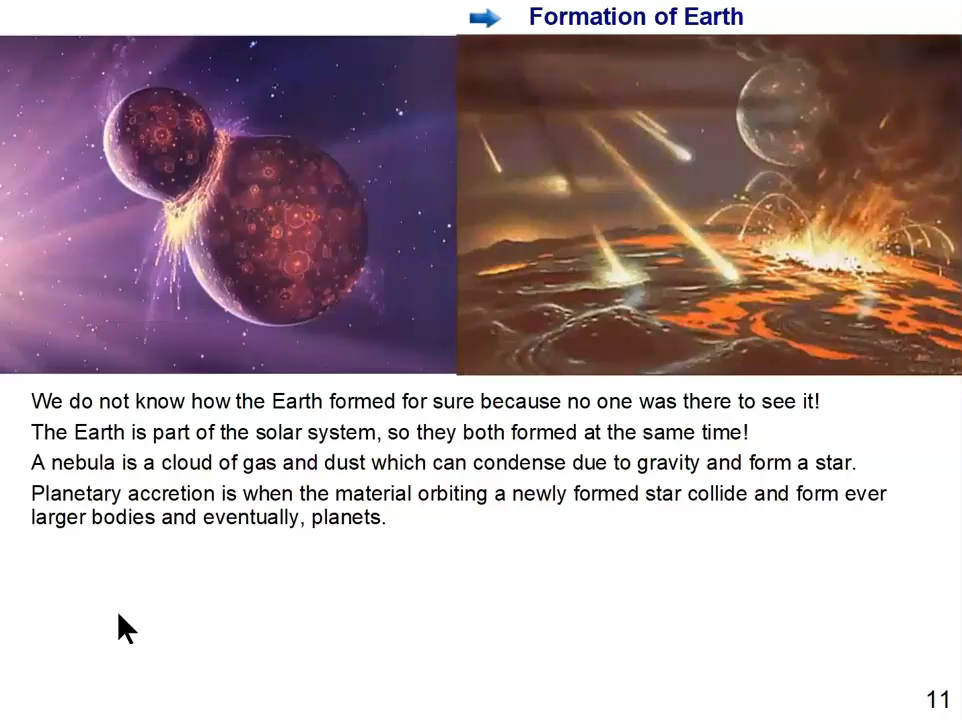 Formation of Earth
We do not know how the Earth formed for sure because no one was there to see it!
The Earth is part of the solar system, so they both formed at the same time!
A nebula is a cloud of gas and dust which can condense due to gravity and form a star.
Planetary accretion is when the material orbiting a newly formed star collide and form ever
larger bodies and eventually, planets.
11